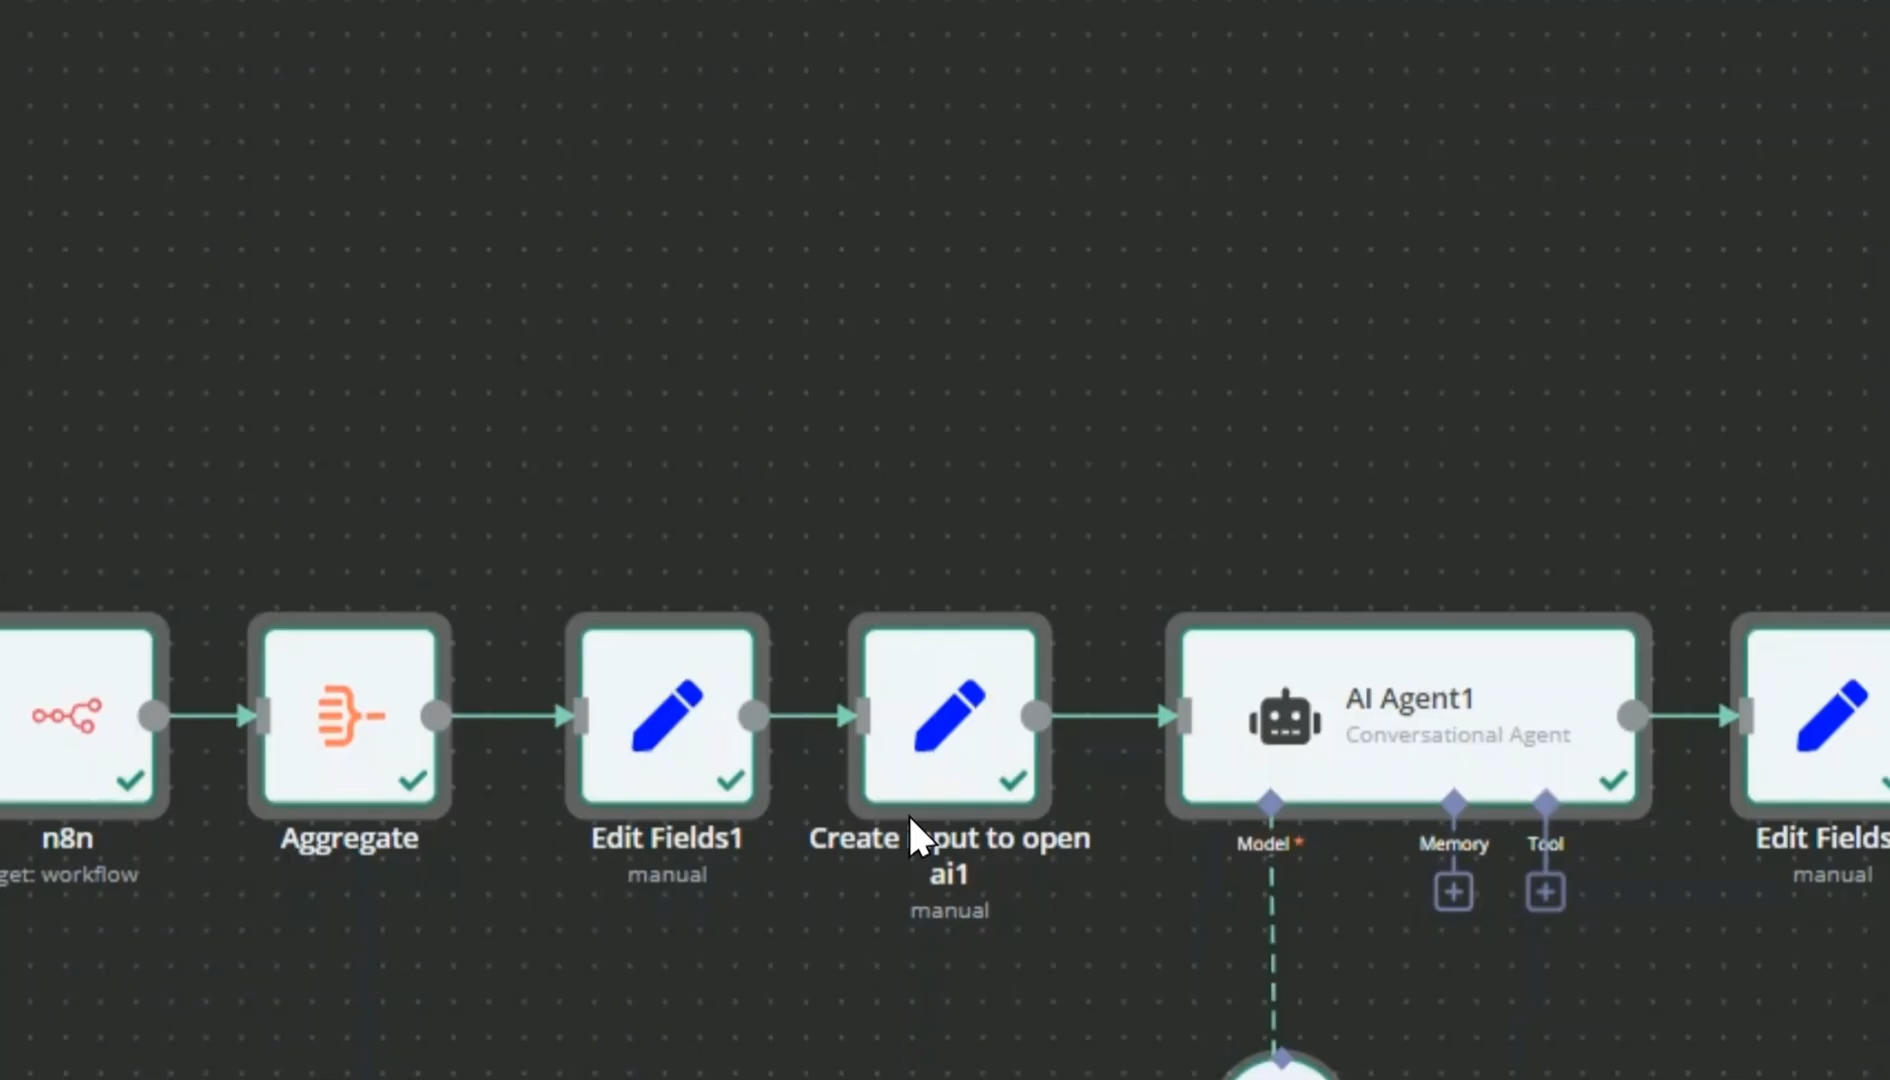 AI Agent1
Conversational Agent
n8n
get: workflow
Aggregate
Edit Fields1
manual
Create put to open
ai1
manual
Model *
Memory
Tool
Edit Fields
manual